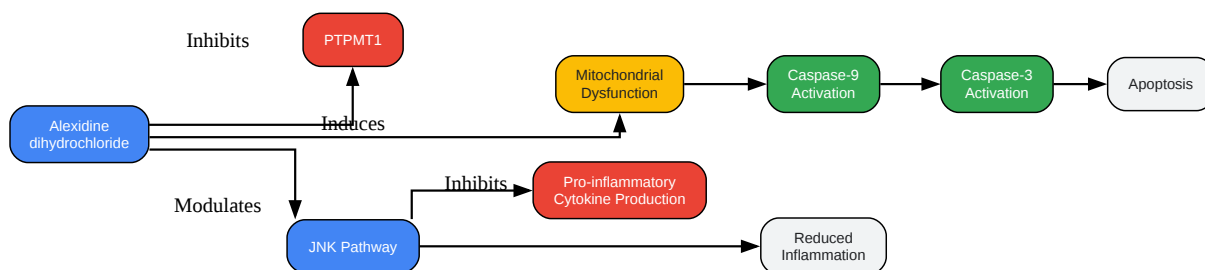 Inhibits
PTPMT1
Mitochondrial
Dysfunction
Caspase-9
Activation
Caspase-3
Activation
Apoptosis
Alexidine
dihydrochloride
Induces
Modulates
Inhibits
Pro-inflammatory
Cytokine Production
JNK Pathway
Reduced
Inflammation